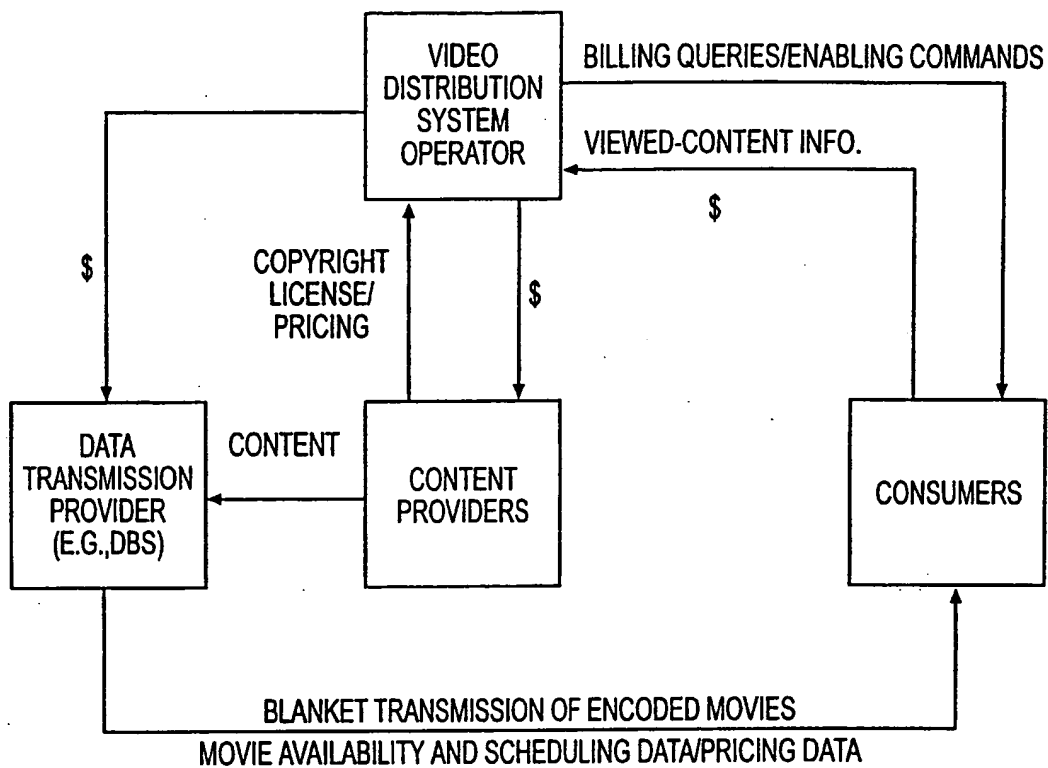 VIDEO
DISTRIBUTION
SYSTEM
OPERATOR
BILLING QUERIES/ENABLING COMMANDS
VIEWED-CONTENT INFO.
$
$
COPYRIGHT
LICENSE/
PRICING
$
DATA
TRANSMISSION
PROVIDER
(E.G.,DBS)
CONTENT
CONTENT
PROVIDERS
CONSUMERS
BLANKET TRANSMISSION OF ENCODED MOVIES
MOVIE AVAILABILITY AND SCHEDULING DATA/PRICING DATA